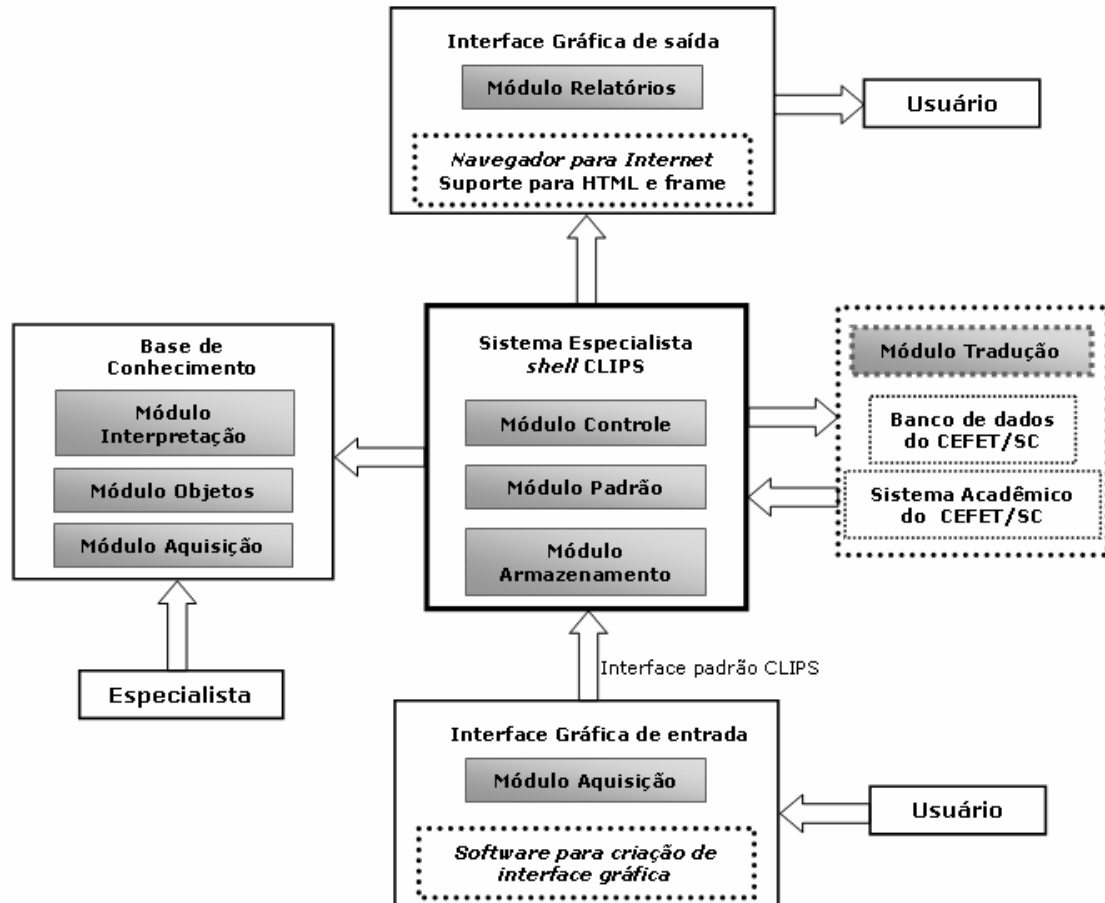 Interface Gráfica de saída
Módulo Relatórios
Navegador para Internet
Suporte para HTML e frame
Usuário
Base de
Conhecimento
Módulo
Interpretação
Módulo Objetos
Módulo Aquisição
Especialista
Sistema Especialista
shell CLIPS
Módulo Controle
Módulo Padrão
Módulo
Armazenamento
Módulo Tradução
Banco de dados
do CEFET/SC
Sistema Acadêmico
do CEFET/SC
Interface padrão CLIPS
Interface Gráfica de entrada
Módulo Aquisição
Software para criação de
interface gráfica
Usuário